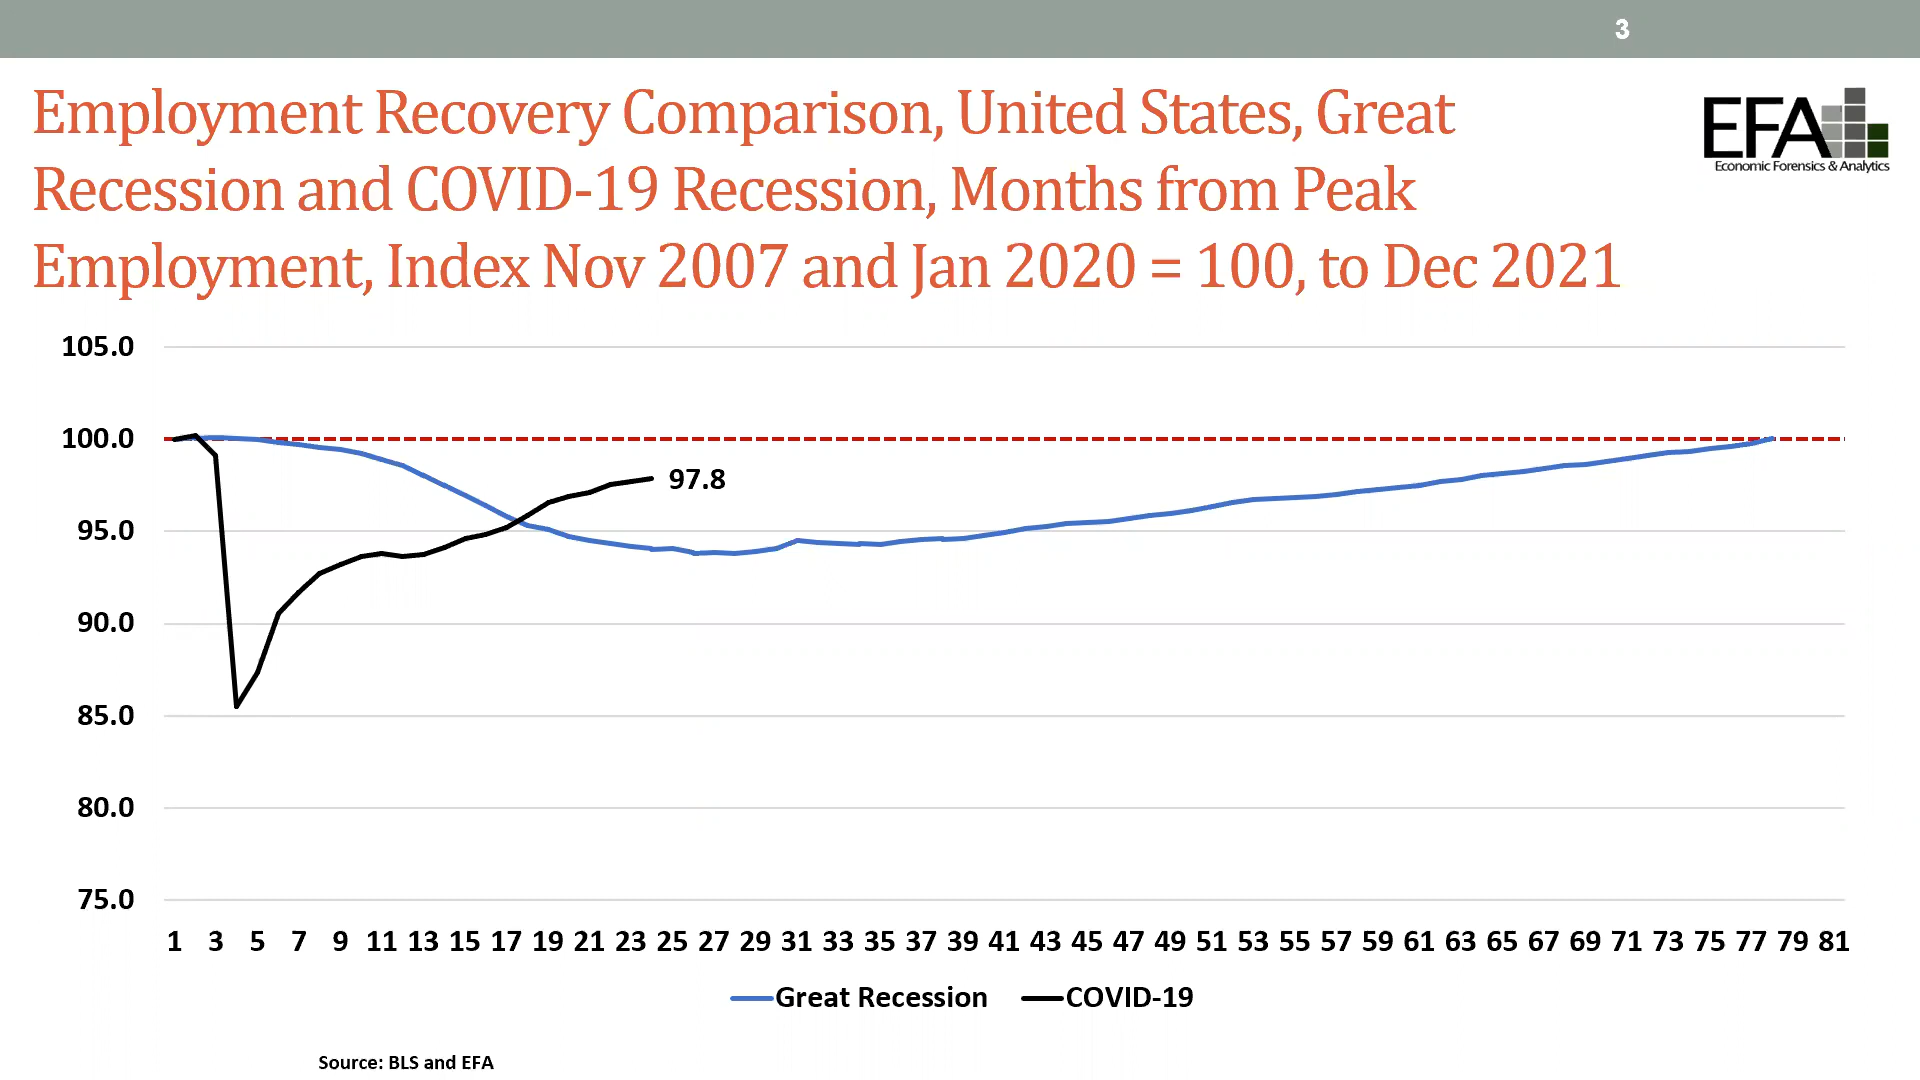 3
Employment Recovery Comparison, United States, Great
Recession and COVID-19 Recession, Months from Peak
Employment, Index Nov 2007 and Jan 2020 = 100, to Dec 2021
EFA
Economic Forensics & Analytics
105.0
100.0
95.0
90.0
85.0
80.0
75.0
97.8
1 3 5 7 9 11 13 15 17 19 21 23 25 27 29 31 33 35 37 39 41 43 45 47 49 51 53 55 57 59 61 63 65 67 69 71 73 75 77 79 81
Great Recession COVID-19
Source: BLS and EFA